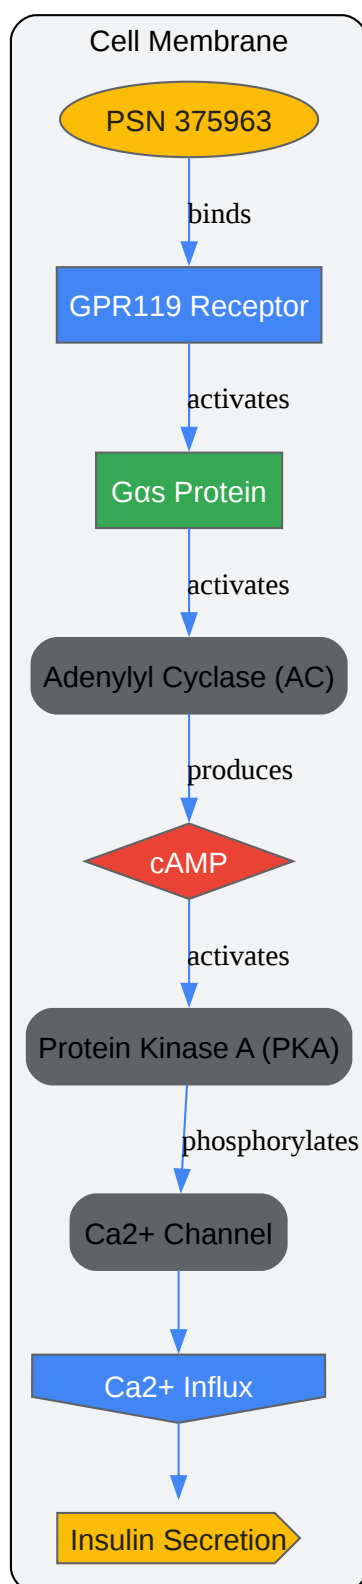 Cell Membrane
PSN 375963
binds
GPR119 Receptor
activates
Gαs Protein
activates
Adenylyl Cyclase (AC)
produces
cAMP
activates
Protein Kinase A (PKA)
phosphorylates
Ca2+ Channel
Ca2+ Influx
Insulin Secretion